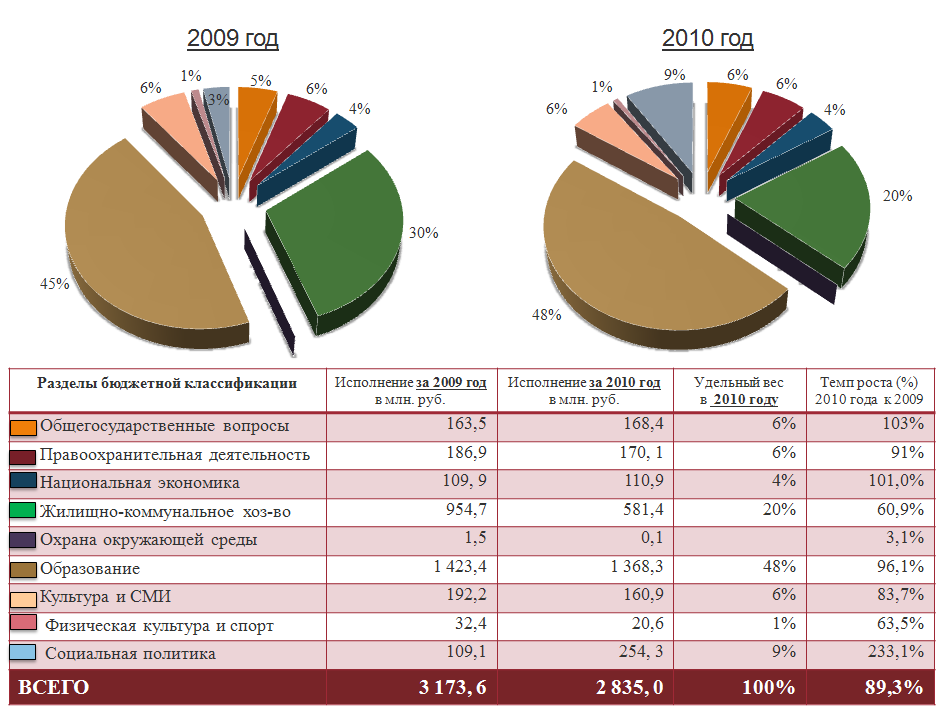 2009 год
2010 год
1%
6%
3%
5%
6%
4%
30%
45%
9%
1%
6%
6%
6%
4%
20%
48%
Разделы бюджетной классификации Исполнение за 2009 год в млн. руб. Исполнение за 2010 год в млн. руб. Удельный вес в 2010 году Темп роста (%) 2010 года к 2009
Общегосударственные вопросы 163,5 168,4 6% 103%
Правоохранительная деятельность 186,9 170, 1 6% 91%
Национальная экономика 109, 9 110,9 4% 101,0%
Жилищно-коммунальное хоз-во 954,7 581,4 20% 60,9%
Охрана окружающей среды 1,5 0,1 3,1%
Образование 1 423,4 1 368,3 48% 96,1%
Культура и СМИ 192,2 160,9 6% 83,7%
Физическая культура и спорт 32,4 20,6 1% 63,5%
Социальная политика 109,1 254, 3 9% 233,1%
ВСЕГО 3 173, 6 2 835, 0 100% 89,3%